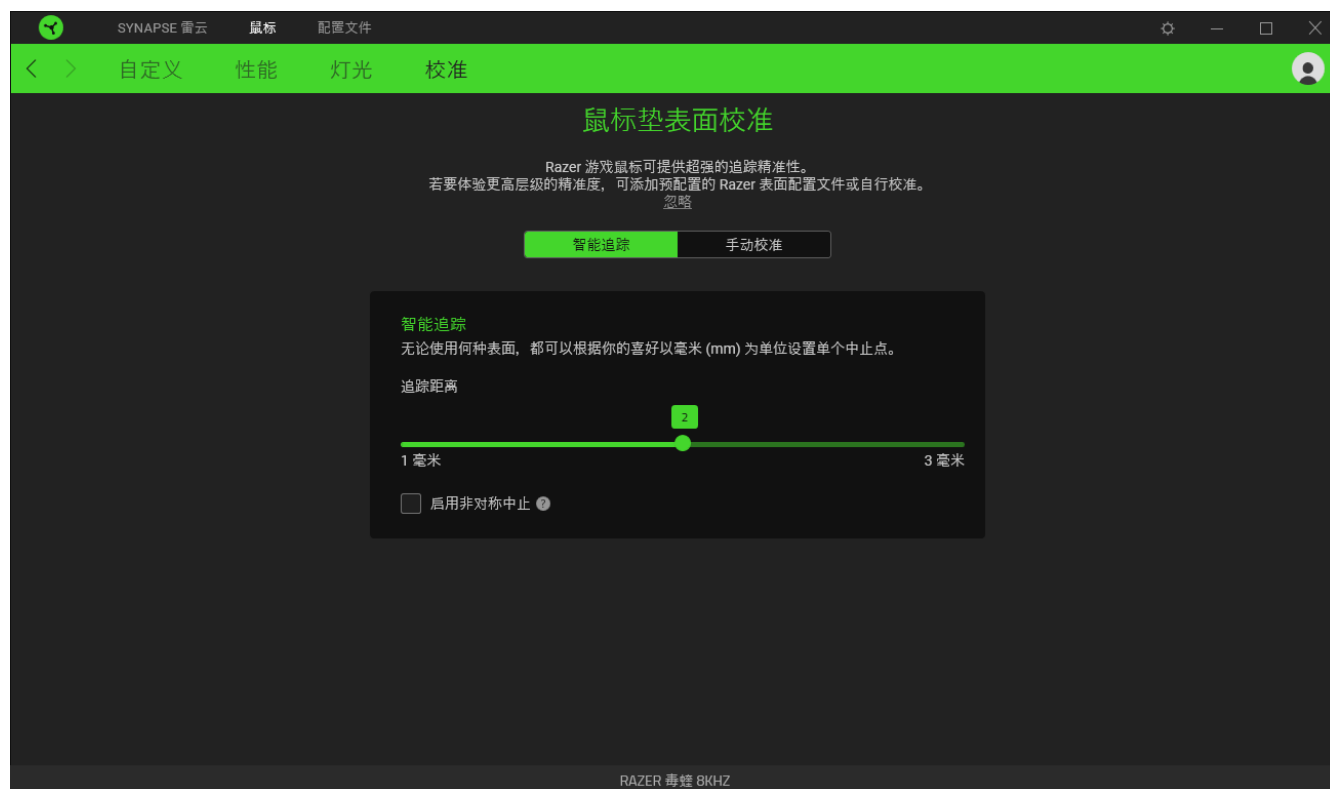 SYNAPSE 雷云 鼠标 配置文件
自定义 性能 灯光 校准
鼠标垫表面校准
Razer 游戏鼠标可提供超强的追踪精准性。
若要体验更高层级的精准度，可添加预配置的 Razer 表面配置文件或自行校准。
忽略
智能追踪 手动校准
智能追踪
无论使用何种表面，都可以根据你的喜好以毫米 (mm) 为单位设置单个中止点。
追踪距离
2
1 毫米 3 毫米
启用非对称中止 ?
RAZER 毒蝰 8KHZ